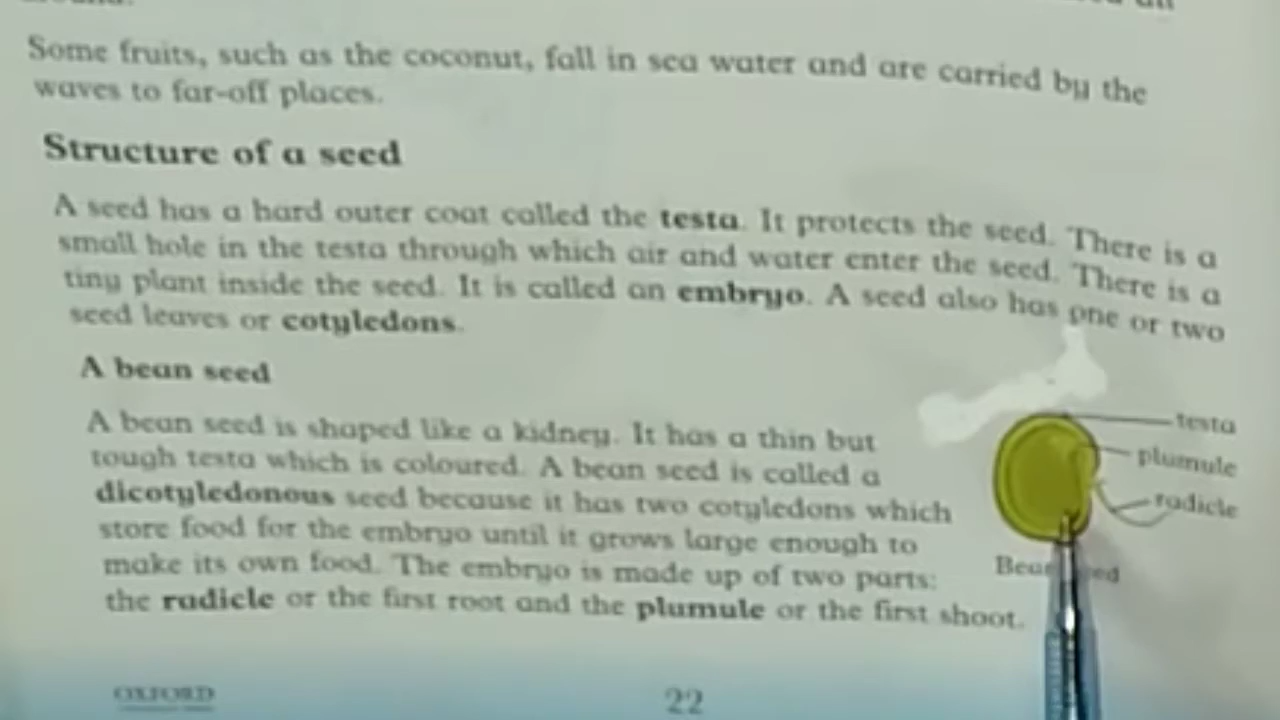 Some fruits, such as the coconut, fall in sea water and are carried by the
waves to far-off places.
Structure of a seed
A seed has a hard outer coat called the testa. It protects the seed. There is a
small hole in the testa through which air and water enter the seed. There is a
tiny plant inside the seed. It is called an embryo. A seed also has one or two
seed leaves or cotyledons.
A bean seed
A bean seed is shaped like a kidney. It has a thin but
tough testa which is coloured. A bean seed is called a
dicotyledonous seed because it has two cotyledons which
store food for the embryo until it grows large enough to
make its own food. The embryo is made up of two parts:
the radicle or the first root and the plumule or the first shoot.
testa
plumule
radicle
OXFORD
22